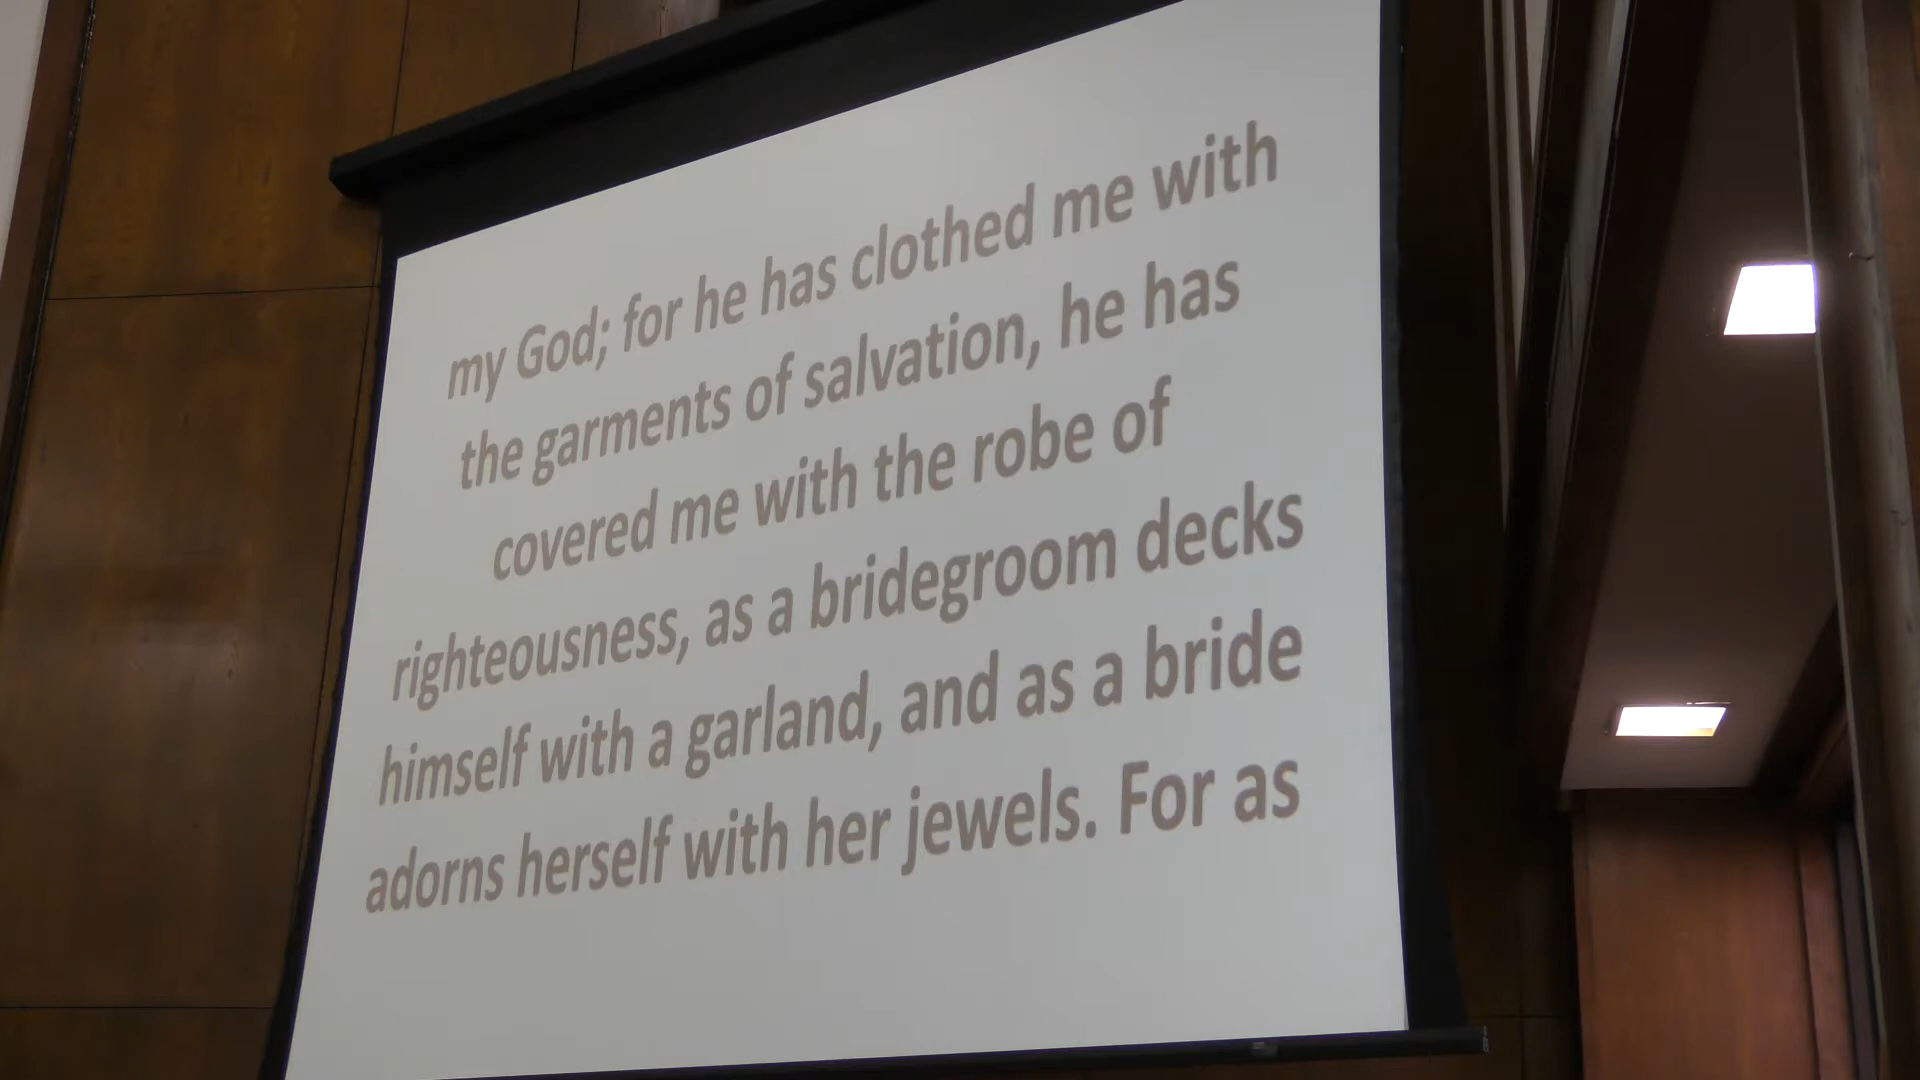 my God; for he has clothed me with
the garments of salvation, he has
covered me with the robe of
righteousness, as a bridegroom decks
himself with a garland, and as a bride
adorns herself with her jewels. For as